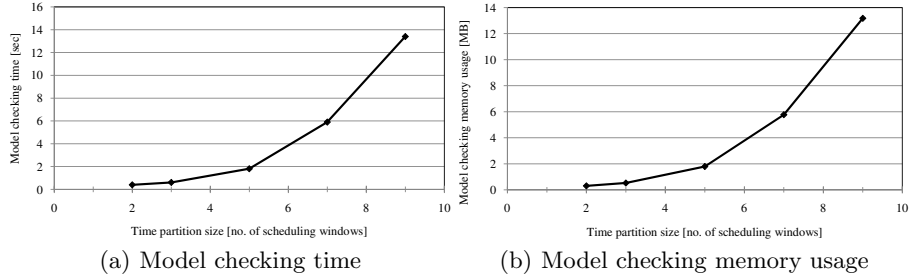 Model checking time [sec]
16
14
12
10
8
6
4
2
0
0 2 4 6 8 10
Time partition size [no. of scheduling windows]
(a) Model checking time
Model checking memory usage [MB]
14
12
10
8
6
4
2
0
0 2 4 6 8 10
Time partition size [no. of scheduling windows]
(b) Model checking memory usage